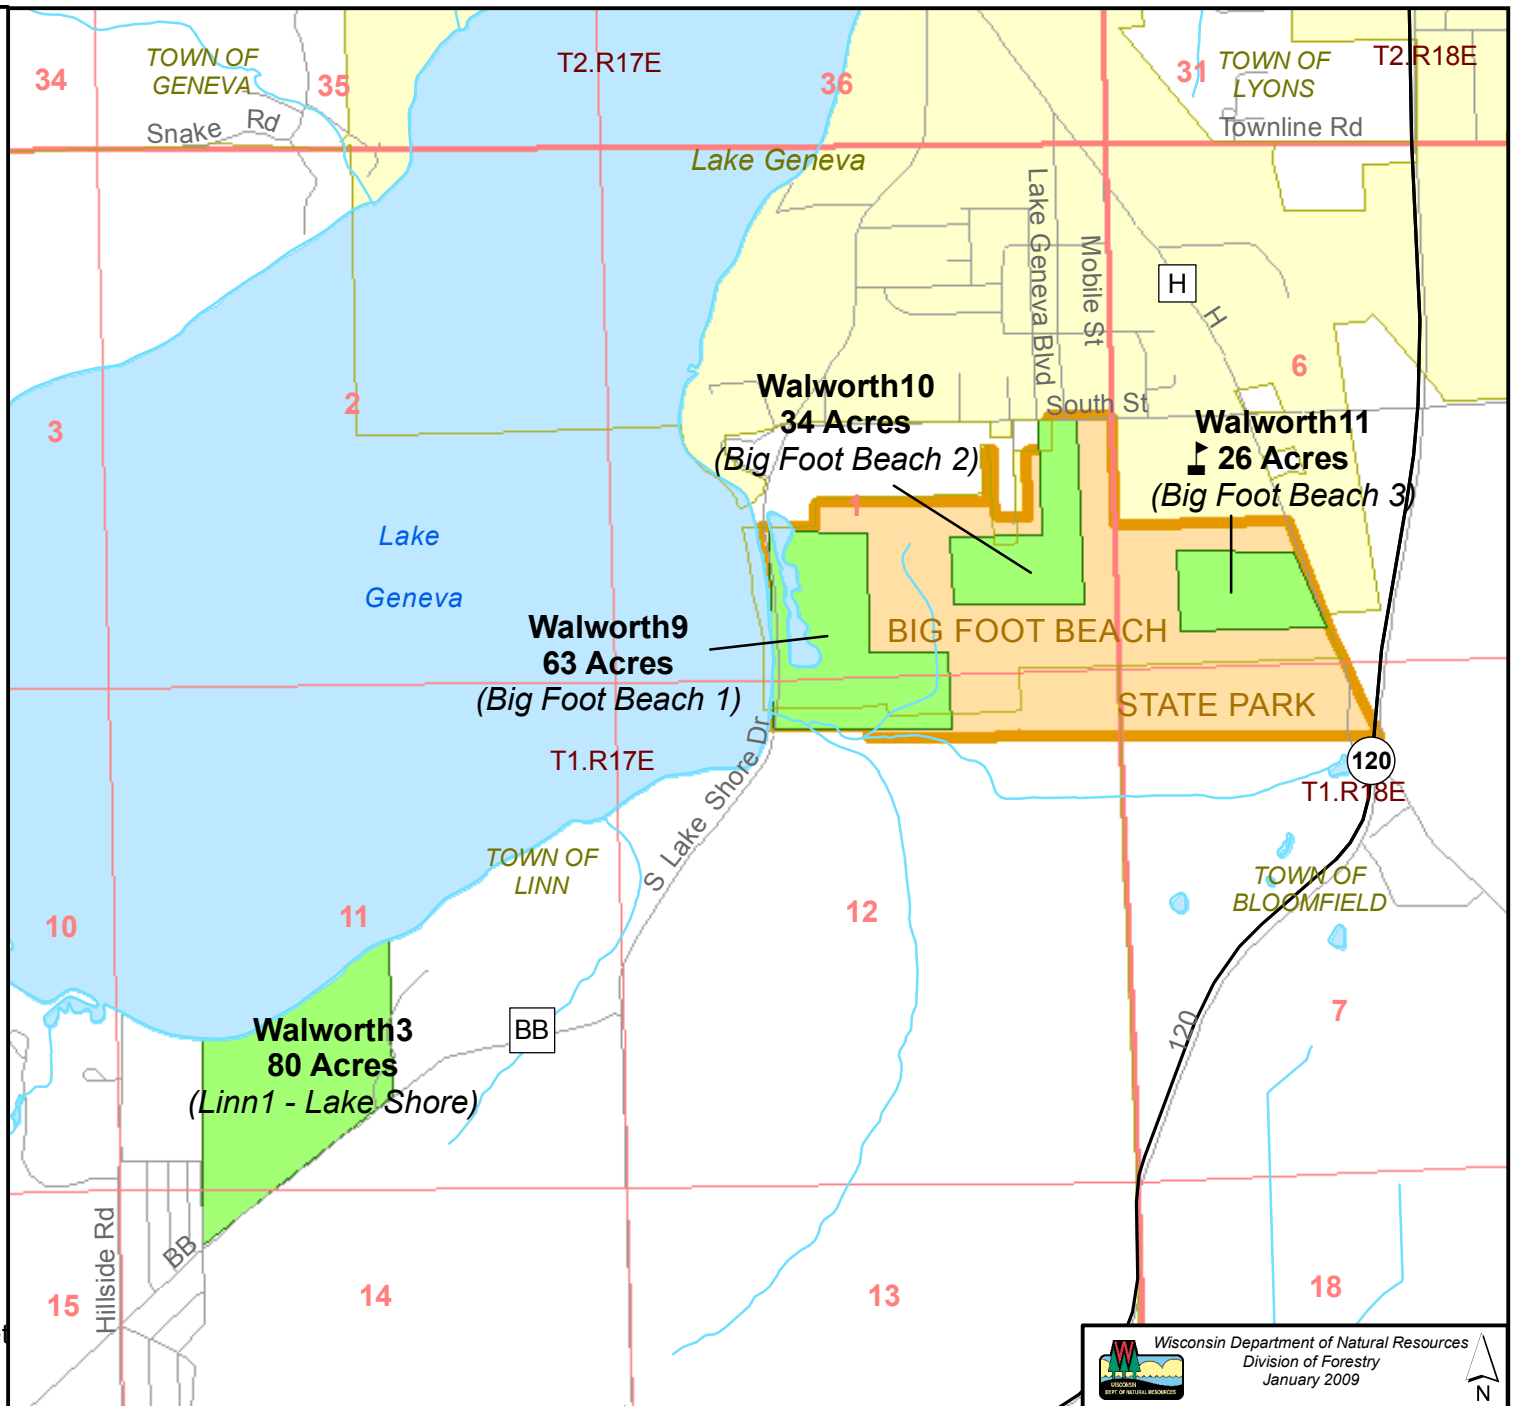 34
TOWN OF
GENEVA
35
T2.R17E
36
31
TOWN OF
LYONS
T2.R18E
Snake Rd
Townline Rd
Lake Geneva
Lake Geneva Blvd
Mobile St
H
H
6
3
2
Walworth10
34 Acres
(Big Foot Beach 2)
South St
Walworth11
26 Acres
(Big Foot Beach 3)
1
Lake
Geneva
Walworth9
63 Acres
(Big Foot Beach 1)
BIG FOOT BEACH
STATE PARK
T1.R17E
S Lake Shore Dr
120
T1.R18E
TOWN OF
LINN
TOWN OF
BLOOMFIELD
10
11
12
7
Walworth3
80 Acres
(Linn1 - Lake Shore)
BB
120
Hillside Rd
BB
15
14
13
18
Wisconsin Department of Natural Resources
Division of Forestry
January 2009
W
WISCONSIN
DEPT. OF NATURAL RESOURCES
N